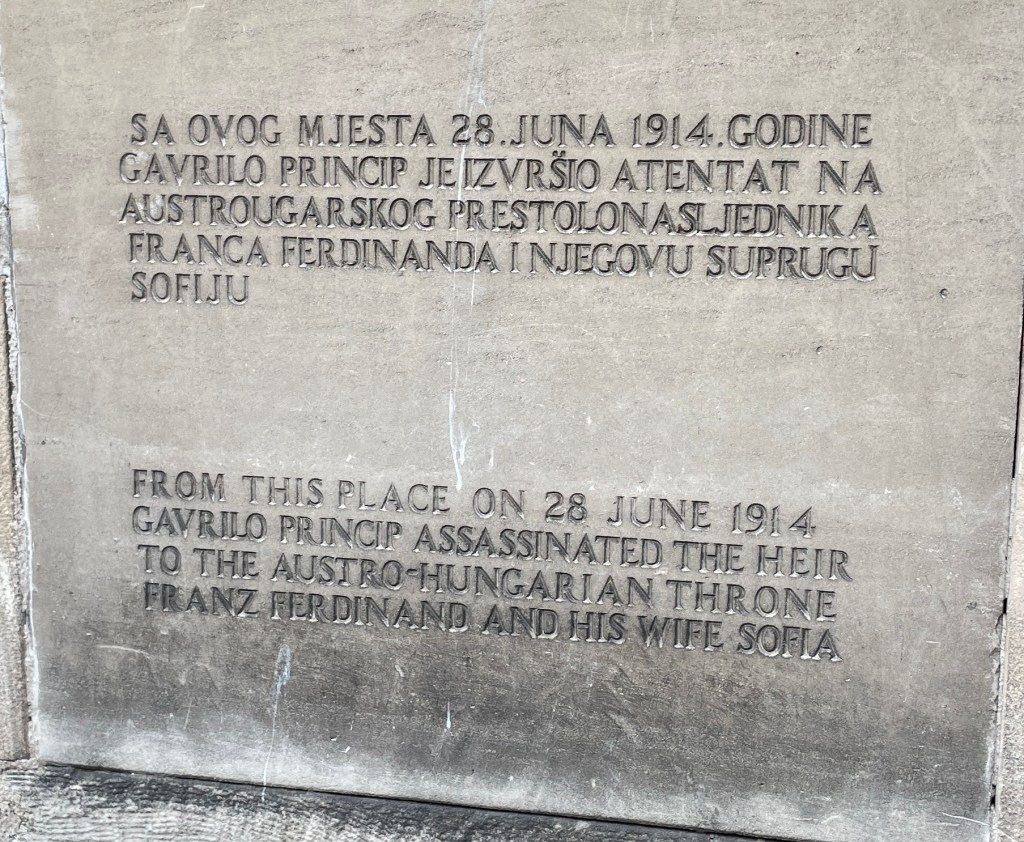 SA OVOG MJESTA 28.JUNA 1914.GODINE
GAVRILO PRINCIP JE IZVRŠIO ATENTAT NA
AUSTROUGARSKOG PRESTOLONASLJEDNIKA
FRANCA FERDINANDA I NJEGOVU SUPRUGU
SOFIJU
FROM THIS PLACE ON 28 JUNE 1914
GAVRILO PRINCIP ASSASSINATED THE HEIR
TO THE AUSTRO-HUNGARIAN THRONE
FRANZ FERDINAND AND HIS WIFE SOFIA